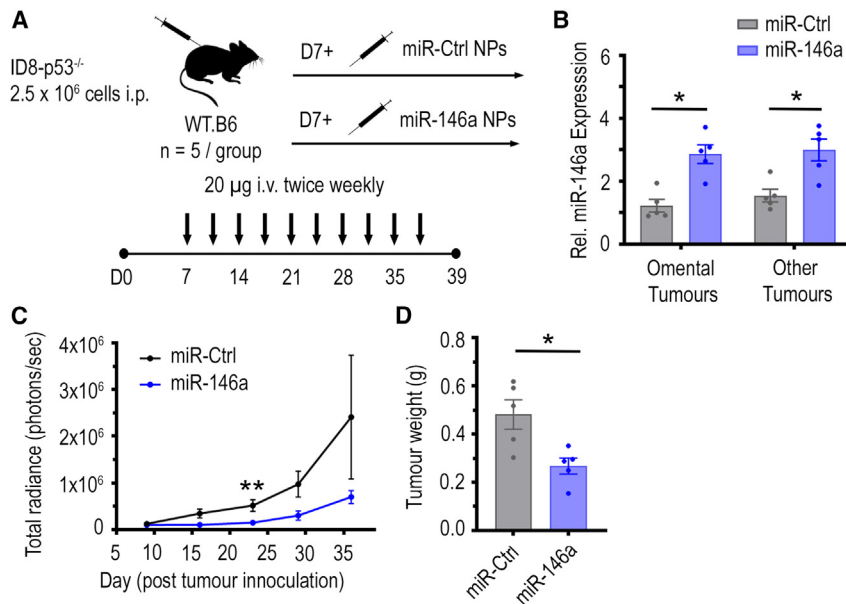 A
ID8-p53-/-
2.5 x 10⁶ cells i.p.
WT.B6
n = 5 / group
D7+
miR-Ctrl NPs
D7+
miR-146a NPs
20 µg i.v. twice weekly
D0 7 14 21 28 35 39
B
miR-Ctrl
miR-146a
Rel. miR-146a Expresssion
6
4
2
0
*
*
Omental
Tumours
Other
Tumours
C
Total radiance (photons/sec)
4x10⁶
3x10⁶
2x10⁶
1x10⁶
0
miR-Ctrl
miR-146a
**
5 10 15 20 25 30 35
Day (post tumour innoculation)
D
Tumour weight (g)
0.8
0.6
0.4
0.2
0.0
*
miR-Ctrl
miR-146a